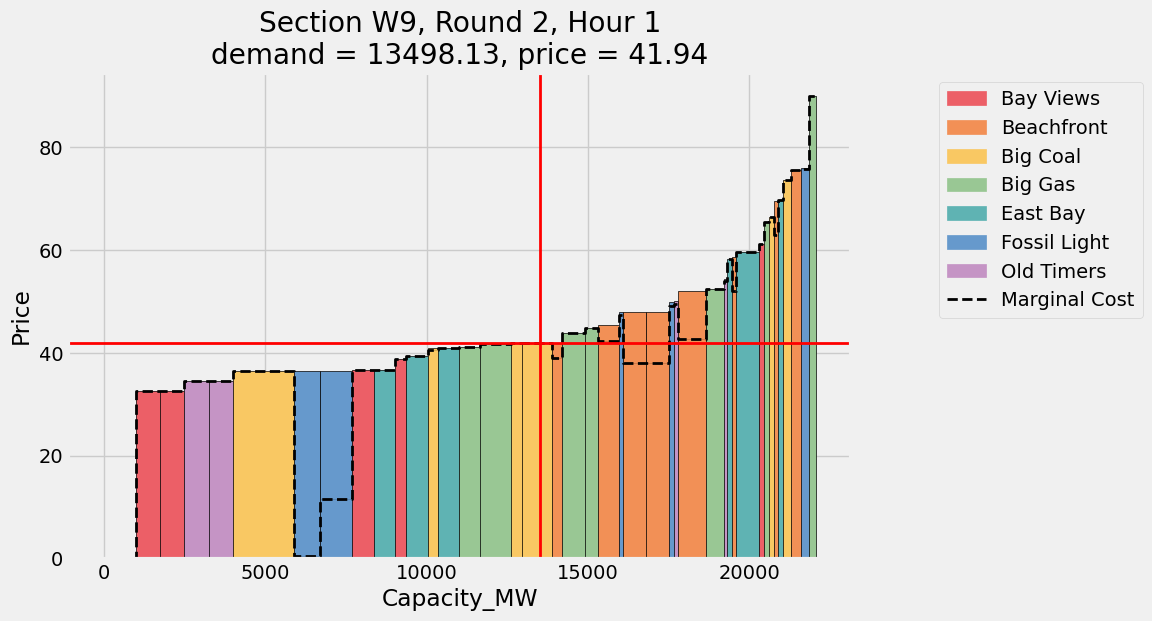 Section W9, Round 2, Hour 1
demand = 13498.13, price = 41.94
Price
80
60
40
20
0
0 5000 10000 15000 20000
Capacity_MW
Bay Views
Beachfront
Big Coal
Big Gas
East Bay
Fossil Light
Old Timers
Marginal Cost